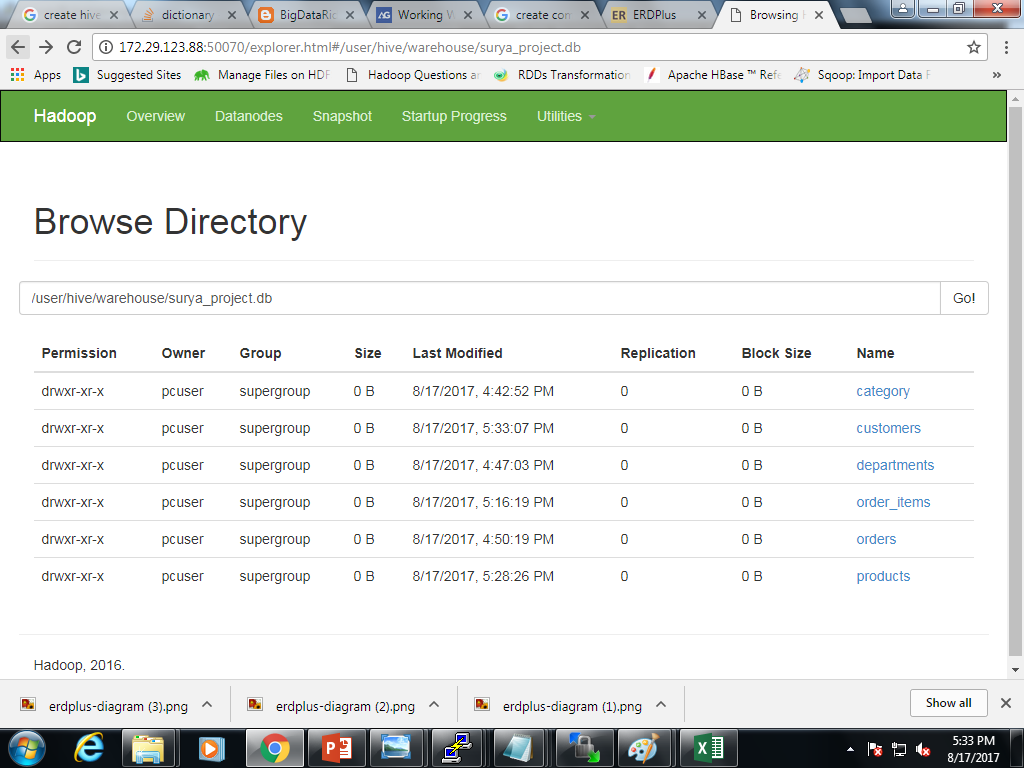 create hive
dictionary
BigDataRic
Working W
create com
ERDPlus
Browsing H
172.29.123.88:50070/explorer.html#/user/hive/warehouse/surya_project.db
Apps Suggested Sites Manage Files on HDF Hadoop Questions an RDDs Transformation Apache HBase ™ Refe Sqoop: Import Data F »
Hadoop Overview Datanodes Snapshot Startup Progress Utilities
Browse Directory
/user/hive/warehouse/surya_project.db Go!
Permission Owner Group Size Last Modified Replication Block Size Name
drwxr-xr-x pcuser supergroup 0 B 8/17/2017, 4:42:52 PM 0 0 B category
drwxr-xr-x pcuser supergroup 0 B 8/17/2017, 5:33:07 PM 0 0 B customers
drwxr-xr-x pcuser supergroup 0 B 8/17/2017, 4:47:03 PM 0 0 B departments
drwxr-xr-x pcuser supergroup 0 B 8/17/2017, 5:16:19 PM 0 0 B order_items
drwxr-xr-x pcuser supergroup 0 B 8/17/2017, 4:50:19 PM 0 0 B orders
drwxr-xr-x pcuser supergroup 0 B 8/17/2017, 5:28:26 PM 0 0 B products
Hadoop, 2016.
erdplus-diagram (3).png erdplus-diagram (2).png erdplus-diagram (1).png Show all
5:33 PM
8/17/2017